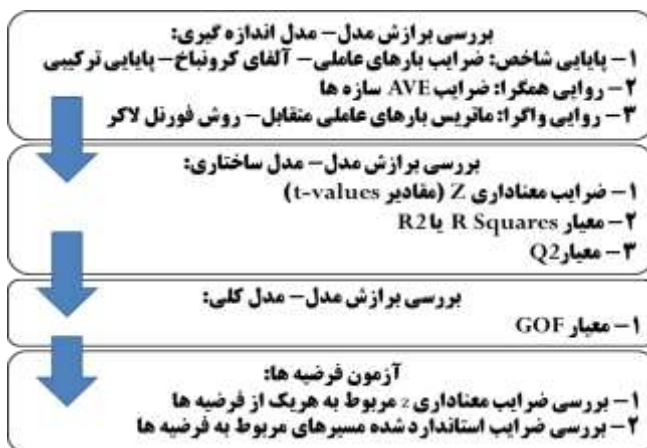 بررسی برازش مدل – مدل اندازه گیری:
۱– پایایی شاخص: ضرایب بارهای عاملی – آلفای کرونباخ – پایایی ترکیبی
۲– روایی همگرا: ضرایب AVE سازه ها
۳– روایی واگرا: ماتریس بارهای عاملی متقابل – روش فورنل لاکر
بررسی برازش مدل – مدل ساختاری:
۱– ضرایب معناداری Z (مقادیر t-values)
۲– معیار R Squares یا R2
۳– معیار Q2
بررسی برازش مدل – مدل کلی:
۱– معیار GOF
آزمون فرضیه ها:
۱– بررسی ضرایب معناداری z مربوط به هریک از فرضیه ها
۲– بررسی ضرایب استاندارد شده مسیرهای مربوط به فرضیه ها